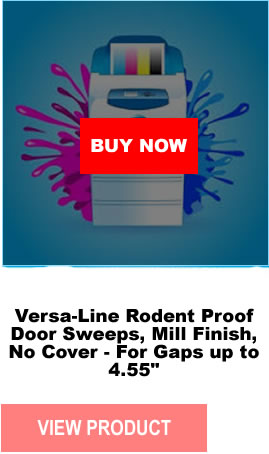 BUY NOW
Versa-Line Rodent Proof
Door Sweeps, Mill Finish,
No Cover - For Gaps up to
4.55"
VIEW PRODUCT